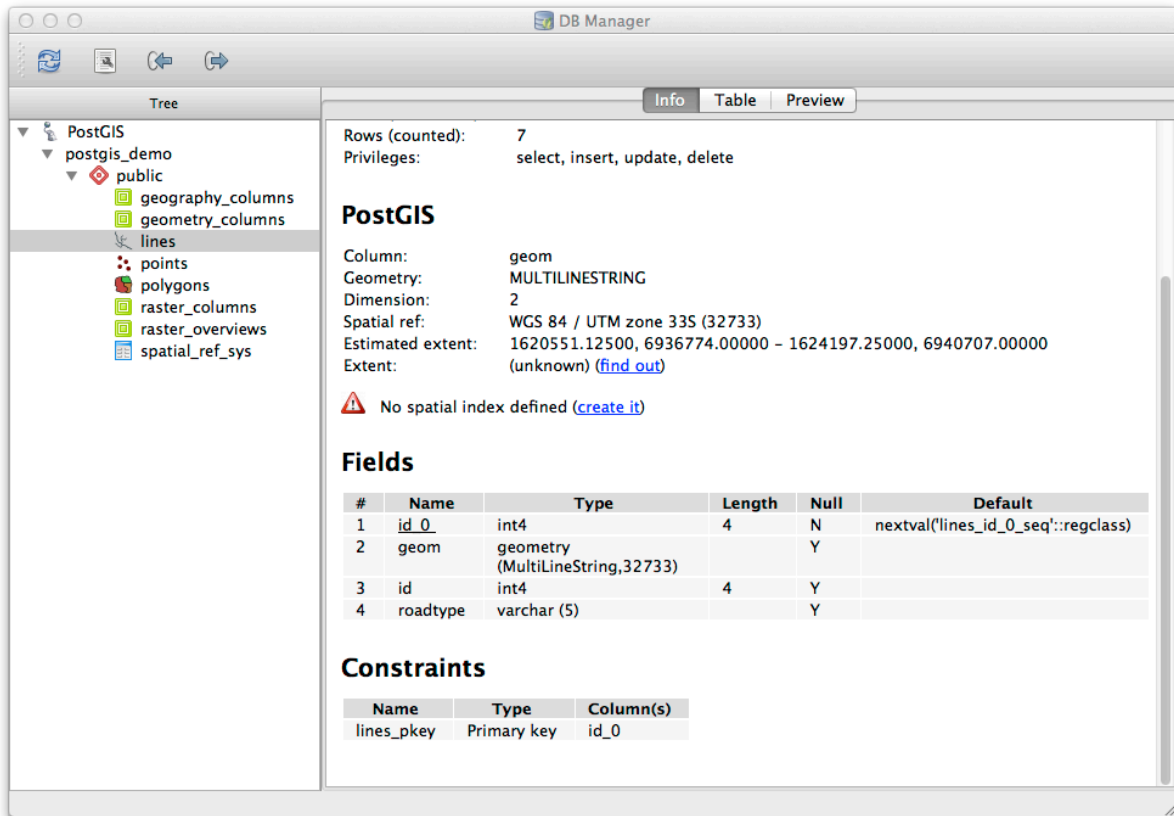 DB Manager
Tree
PostGIS
postgis_demo
public
geography_columns
geometry_columns
lines
points
polygons
raster_columns
raster_overviews
spatial_ref_sys
Info Table Preview
Rows (counted): 7
Privileges: select, insert, update, delete
PostGIS
Column: geom
Geometry: MULTILINESTRING
Dimension: 2
Spatial ref: WGS 84 / UTM zone 33S (32733)
Estimated extent: 1620551.12500, 6936774.00000 - 1624197.25000, 6940707.00000
Extent: (unknown) (find out)
No spatial index defined (create it)
Fields
# Name Type Length Null Default
1 id_0 int4 4 N nextval('lines_id_0_seq'::regclass)
2 geom geometry Y
(MultiLineString,32733)
3 id int4 4 Y
4 roadtype varchar (5) Y
Constraints
Name Type Column(s)
lines_pkey Primary key id_0